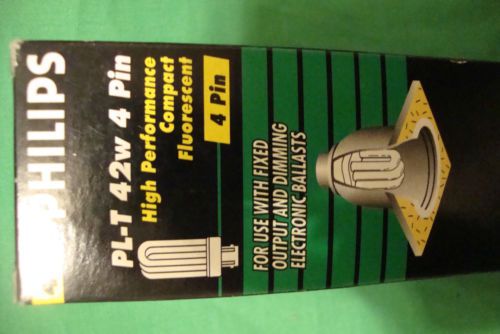 PHILIPS
PL-T 42w 4 Pin
High Performance
Compact
Fluorescent
4 Pin
FOR USE WITH FIXED
OUTPUT AND DIMMING
ELECTRONIC BALLASTS